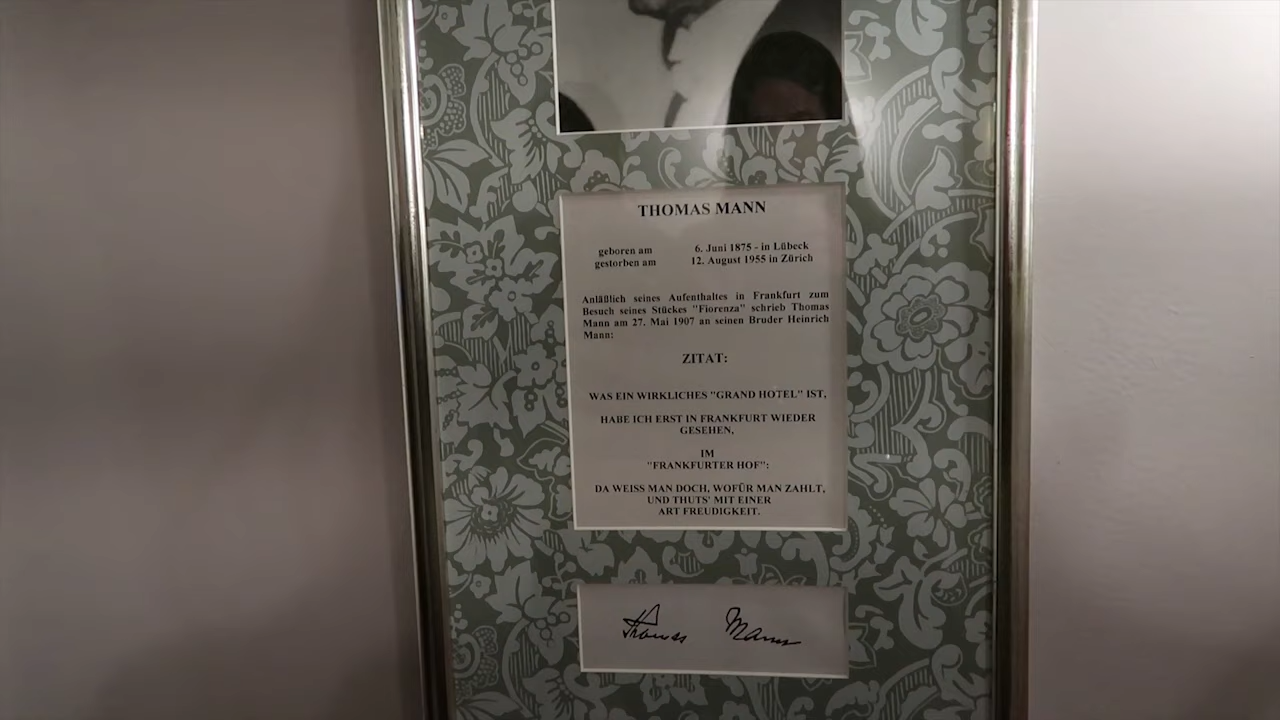 THOMAS MANN
geboren am 6. Juni 1875 - in Lübeck
gestorben am 12. August 1955 in Zürich
Anläßlich seines Aufenthaltes in Frankfurt zum
Besuch seines Stückes "Fiorenza" schrieb Thomas
Mann am 27. Mai 1907 an seinen Bruder Heinrich
Mann:
ZITAT:
WAS EIN WIRKLICHES "GRAND HOTEL" IST,
HABE ICH ERST IN FRANKFURT WIEDER
GESEHEN,
IM
"FRANKFURTER HOF":
DA WEISS MAN DOCH, WOFÜR MAN ZAHLT,
UND THUTS' MIT EINER
ART FREUDIGKEIT.
Thomas Mann